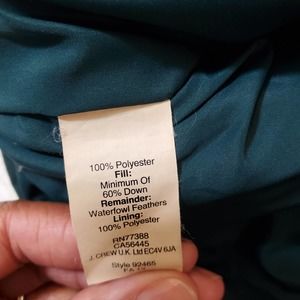 100% Polyester
Fill:
Minimum Of
60% Down
Remainder:
Waterfowl Feathers
Lining:
100% Polyester
RN77388
CA56445
J. CREW U.K. Ltd EC4V 6JA
Style 92465